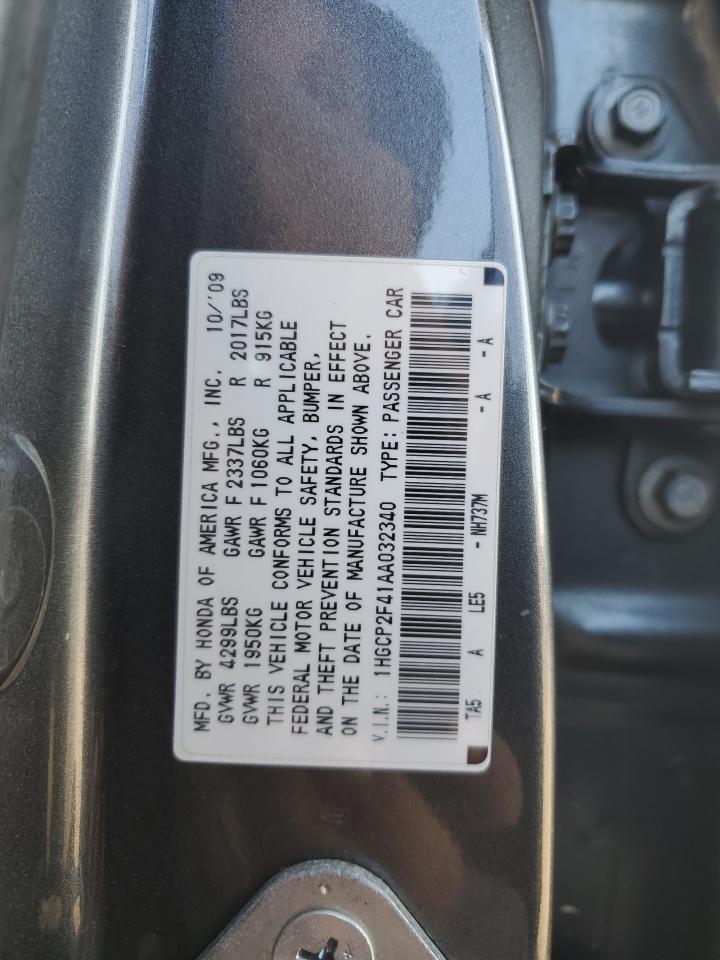 MFD. BY HONDA OF AMERICA MFG., INC. 10/'09
GVWR 4299LBS GAWR F 2337LBS R 2017LBS
GVWR 1950KG GAWR F 1060KG R 915KG
THIS VEHICLE CONFORMS TO ALL APPLICABLE
FEDERAL MOTOR VEHICLE SAFETY, BUMPER,
AND THEFT PREVENTION STANDARDS IN EFFECT
ON THE DATE OF MANUFACTURE SHOWN ABOVE.
V.I.N.: 1HGCP2F41AA032340 TYPE: PASSENGER CAR
TA5 A LE5 - NH737M - A - A